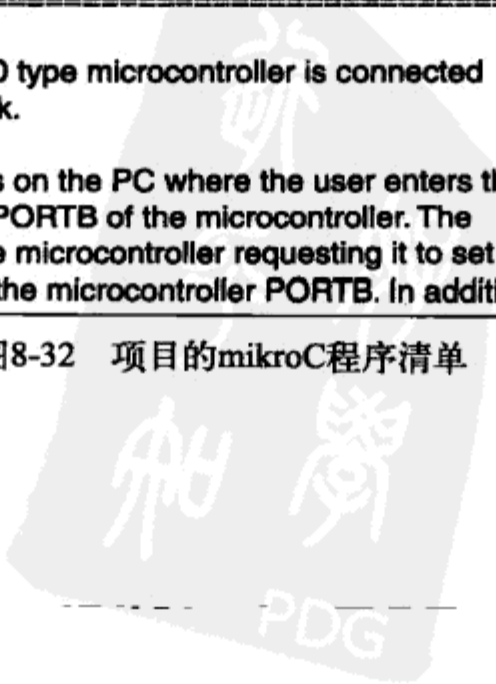 type microcontroller is connected
k.
s on the PC where the user enters th
PORTB of the microcontroller. The
e microcontroller requesting it to set
the microcontroller PORTB. In additi
8-32 项目的mikroC程序清单
PDG